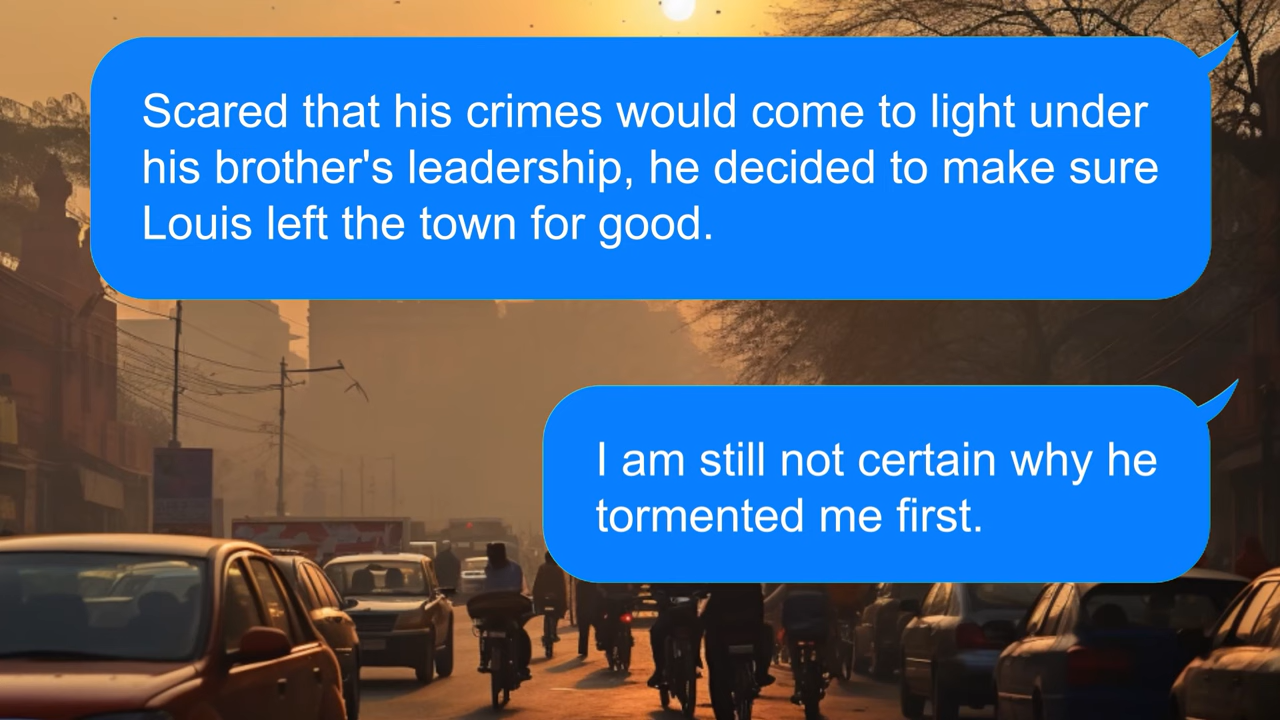 Scared that his crimes would come to light under
his brother's leadership, he decided to make sure
Louis left the town for good.
I am still not certain why he
tormented me first.